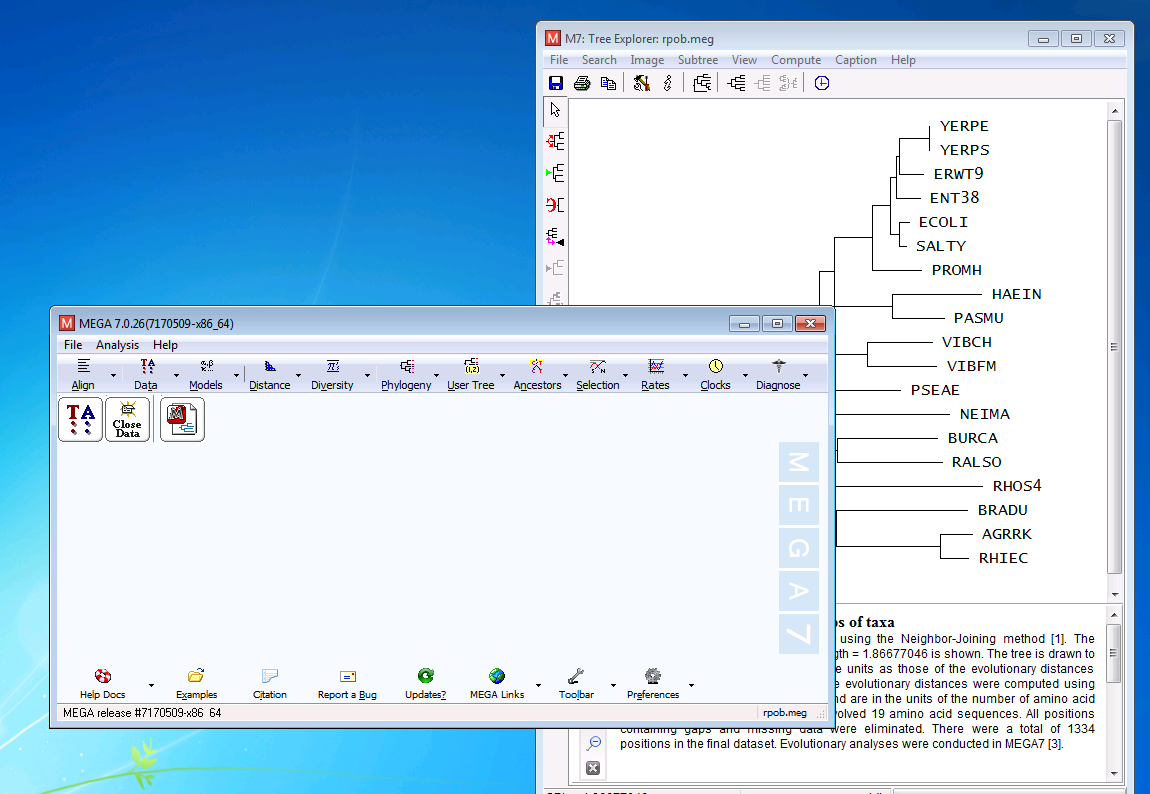 M7: Tree Explorer: rpob.meg
File Search Image Subtree View Compute Caption Help
YERPE
YERPS
ERWT9
ENT38
ECOLI
SALTY
PROMH
HAEIN
PASMU
VIBCH
VIBFM
PSEAE
NEIMA
BURCA
RALSO
RHOS4
BRADU
AGRRK
RHIEC
MEGA 7.0.26(7170509-x86_64)
File Analysis Help
Align Data Models Distance Diversity Phylogeny User Tree Ancestors Selection Rates Clocks Diagnose
TA
Close
Data
M
E
G
A
7
Help Docs Examples Citation Report a Bug Updates? MEGA Links Toolbar Preferences
MEGA release #7170509-x86 64 rpob.meg
of taxa
using the Neighbor-Joining method [1]. The
= 1.86677046 is shown. The tree is drawn to
units as those of the evolutionary distances
evolutionary distances were computed using
and are in the units of the number of amino acid
involved 19 amino acid sequences. All positions
containing gaps and missing data were eliminated. There were a total of 1334
positions in the final dataset. Evolutionary analyses were conducted in MEGA7 [3].